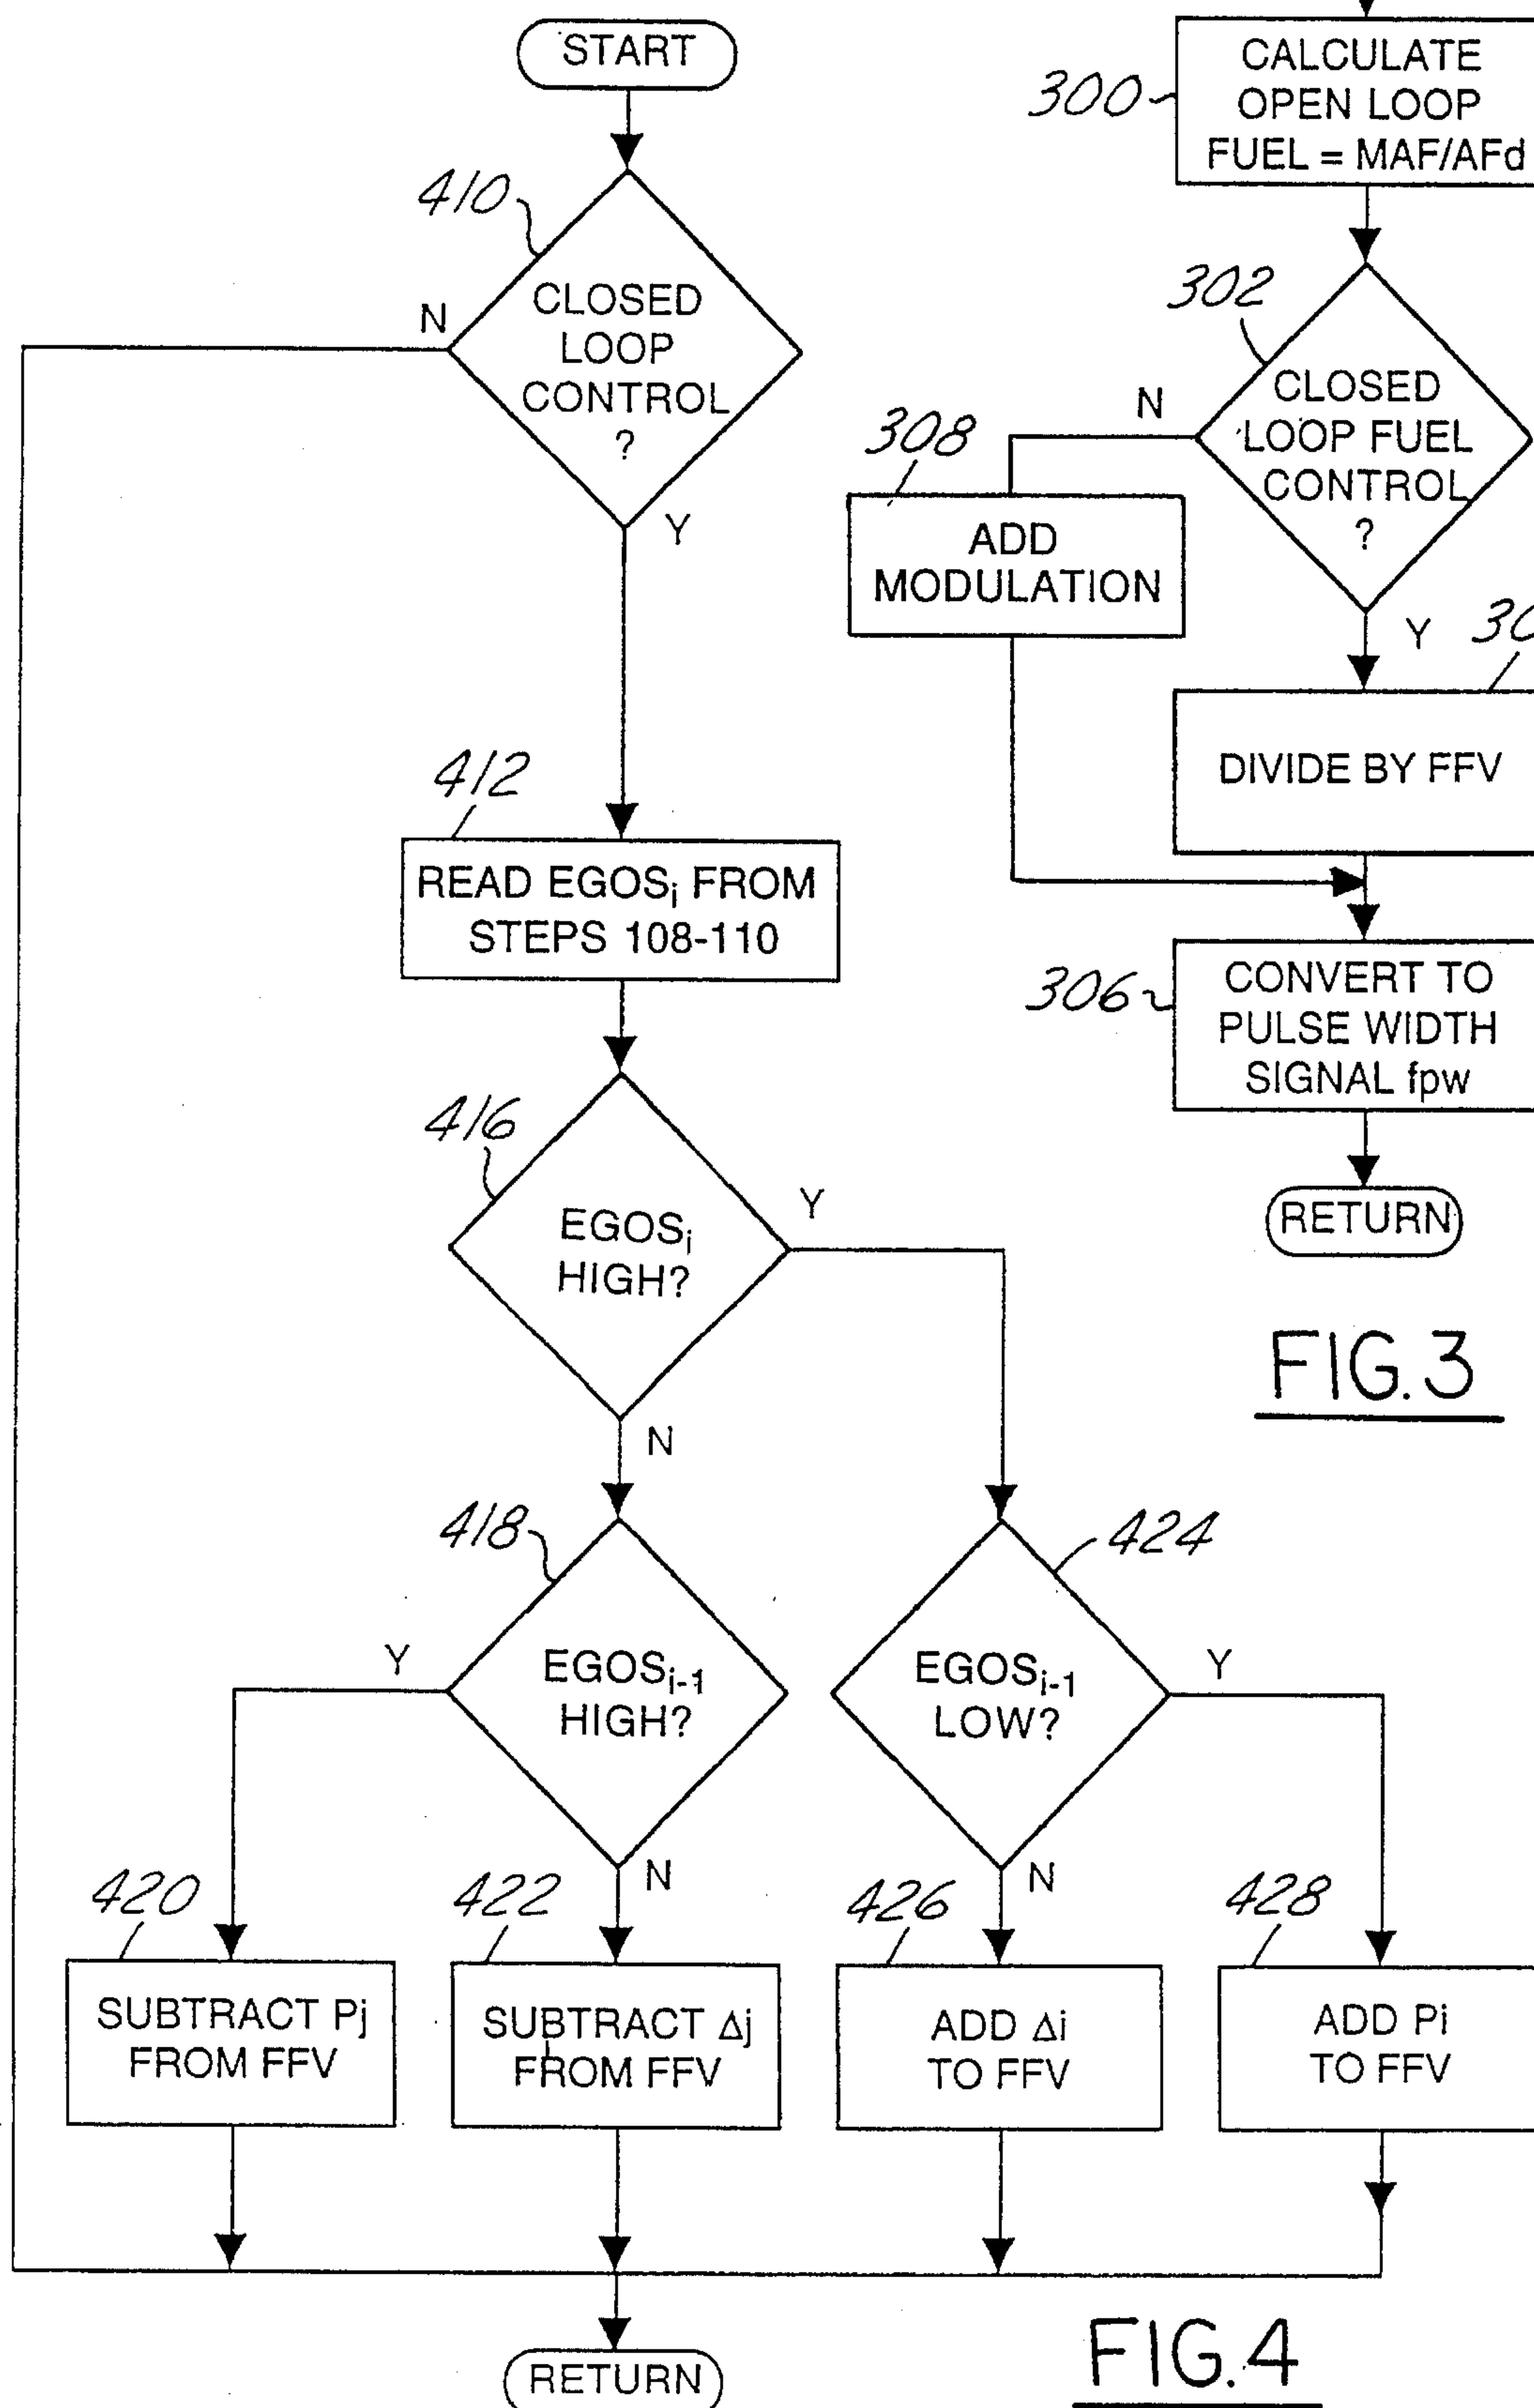 START
410
CLOSED
LOOP
CONTROL
?
N
Y
412
READ EGOSi FROM
STEPS 108-110
416
EGOSi
HIGH?
Y
N
418
EGOSi-1
HIGH?
Y
N
424
EGOSi-1
LOW?
Y
N
420
SUBTRACT Pj
FROM FFV
422
SUBTRACT Δj
FROM FFV
426
ADD Δi
TO FFV
428
ADD Pi
TO FFV
RETURN
FIG.4
300
CALCULATE
OPEN LOOP
FUEL = MAF/AFd
302
CLOSED
LOOP FUEL
CONTROL
?
N
Y
308
ADD
MODULATION
DIVIDE BY FFV
306
CONVERT TO
PULSE WIDTH
SIGNAL fpw
RETURN
FIG.3